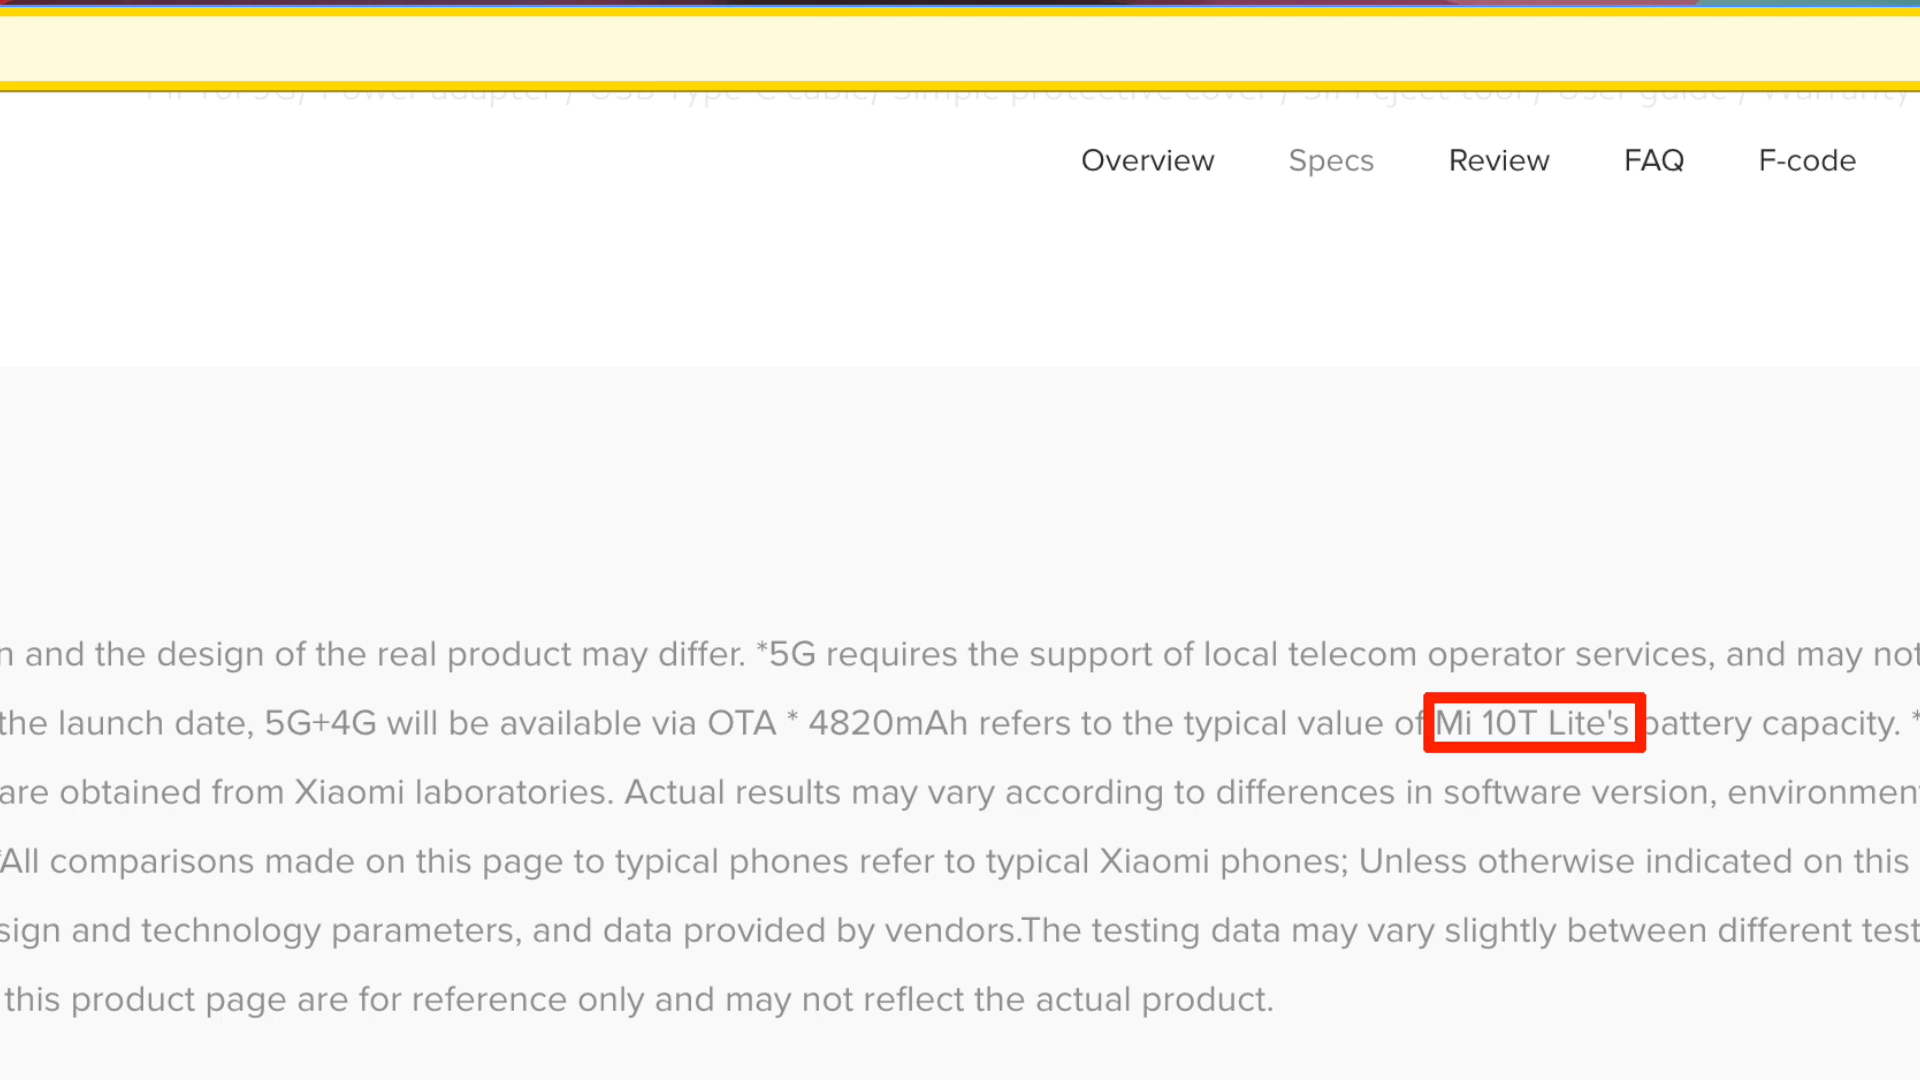 Overview Specs Review FAQ F-code
and the design of the real product may differ. *5G requires the support of local telecom operator services, and may not
the launch date, 5G+4G will be available via OTA * 4820mAh refers to the typical value of Mi 10T Lite's battery capacity. *
are obtained from Xiaomi laboratories. Actual results may vary according to differences in software version, environment
*All comparisons made on this page to typical phones refer to typical Xiaomi phones; Unless otherwise indicated on this
sign and technology parameters, and data provided by vendors.The testing data may vary slightly between different test
this product page are for reference only and may not reflect the actual product.